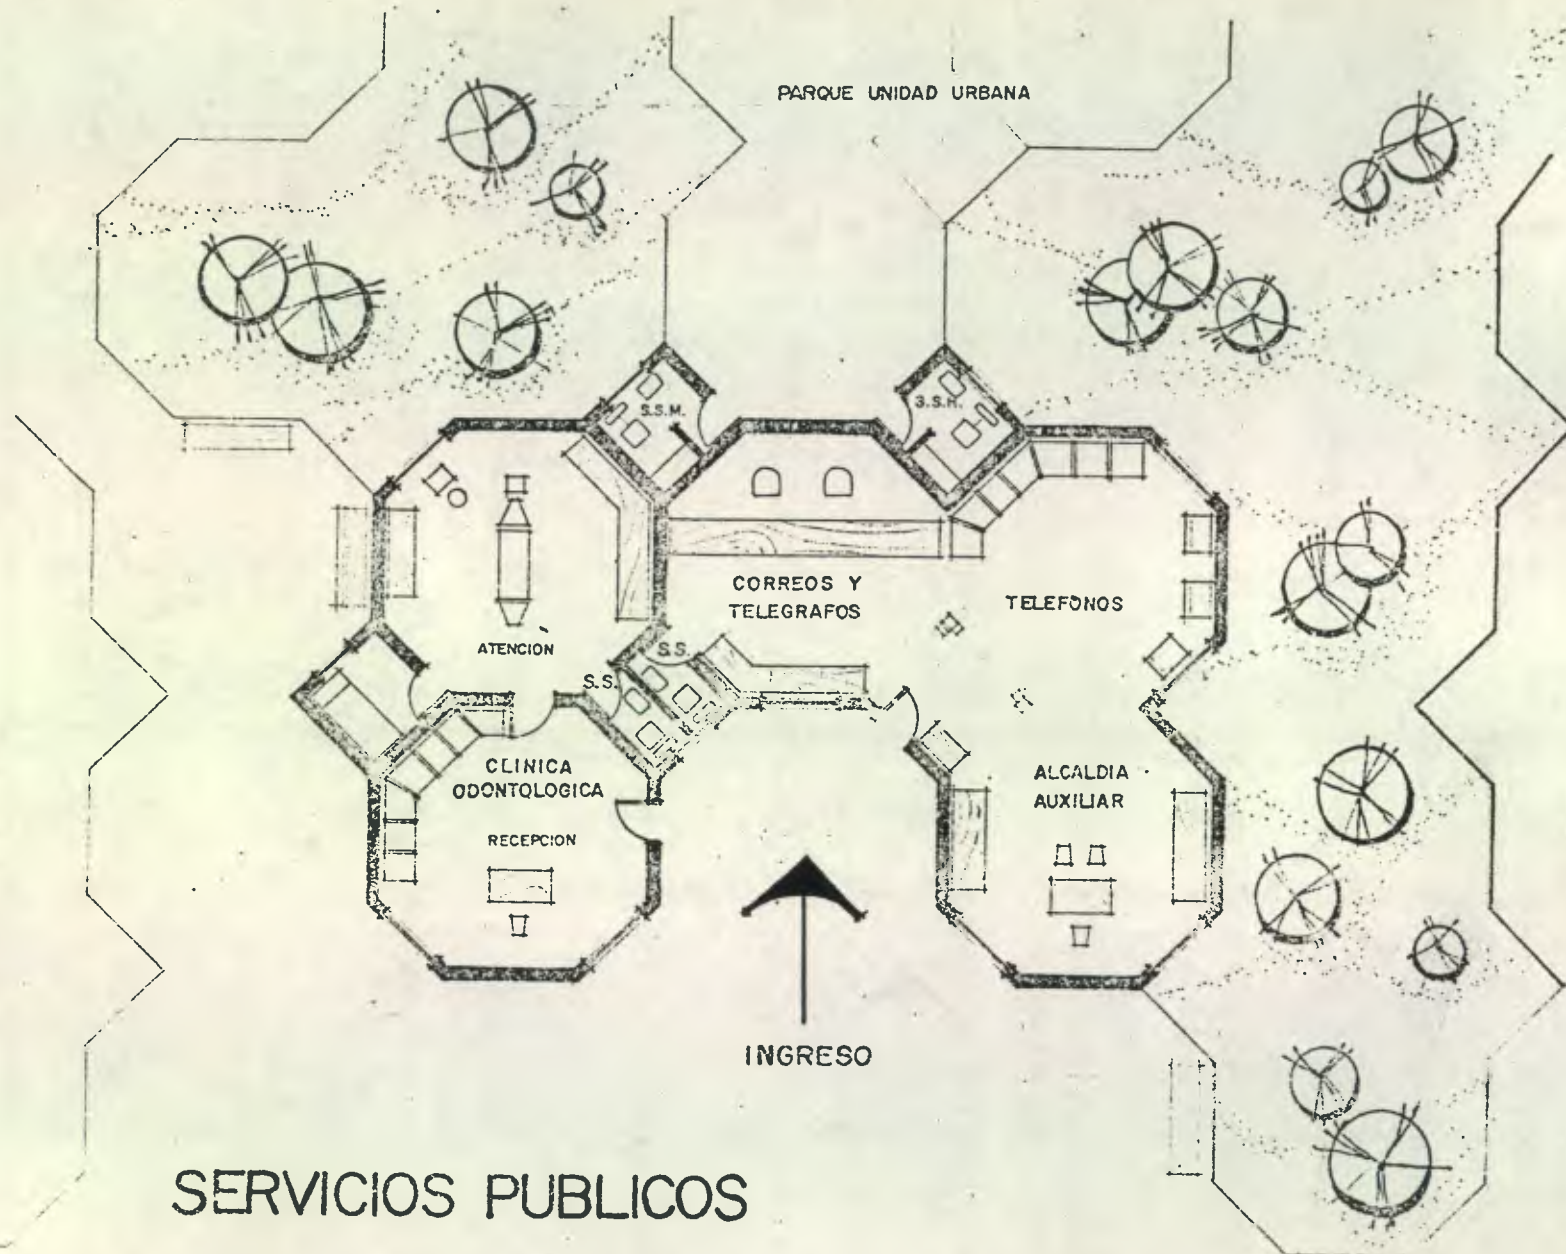 PARQUE UNIDAD URBANA
S.S.M.
S.S.H.
CORREOS Y
TELEGRAFOS
TELEFONOS
ATENCION
S.S.
S.S.
CLINICA
ODONTOLOGICA
RECEPCION
ALCALDIA
AUXILIAR
INGRESO
SERVICIOS PUBLICOS